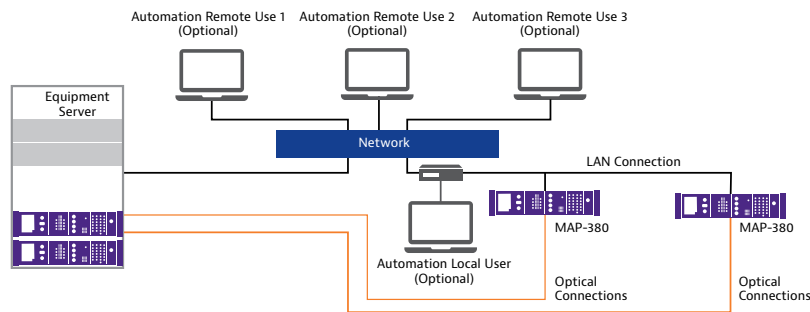 Automation Remote Use 1
(Optional)
Automation Remote Use 2
(Optional)
Automation Remote Use 3
(Optional)
Equipment
Server
Network
LAN Connection
MAP-380
MAP-380
Automation Local User
(Optional)
Optical
Connections
Optical
Connections